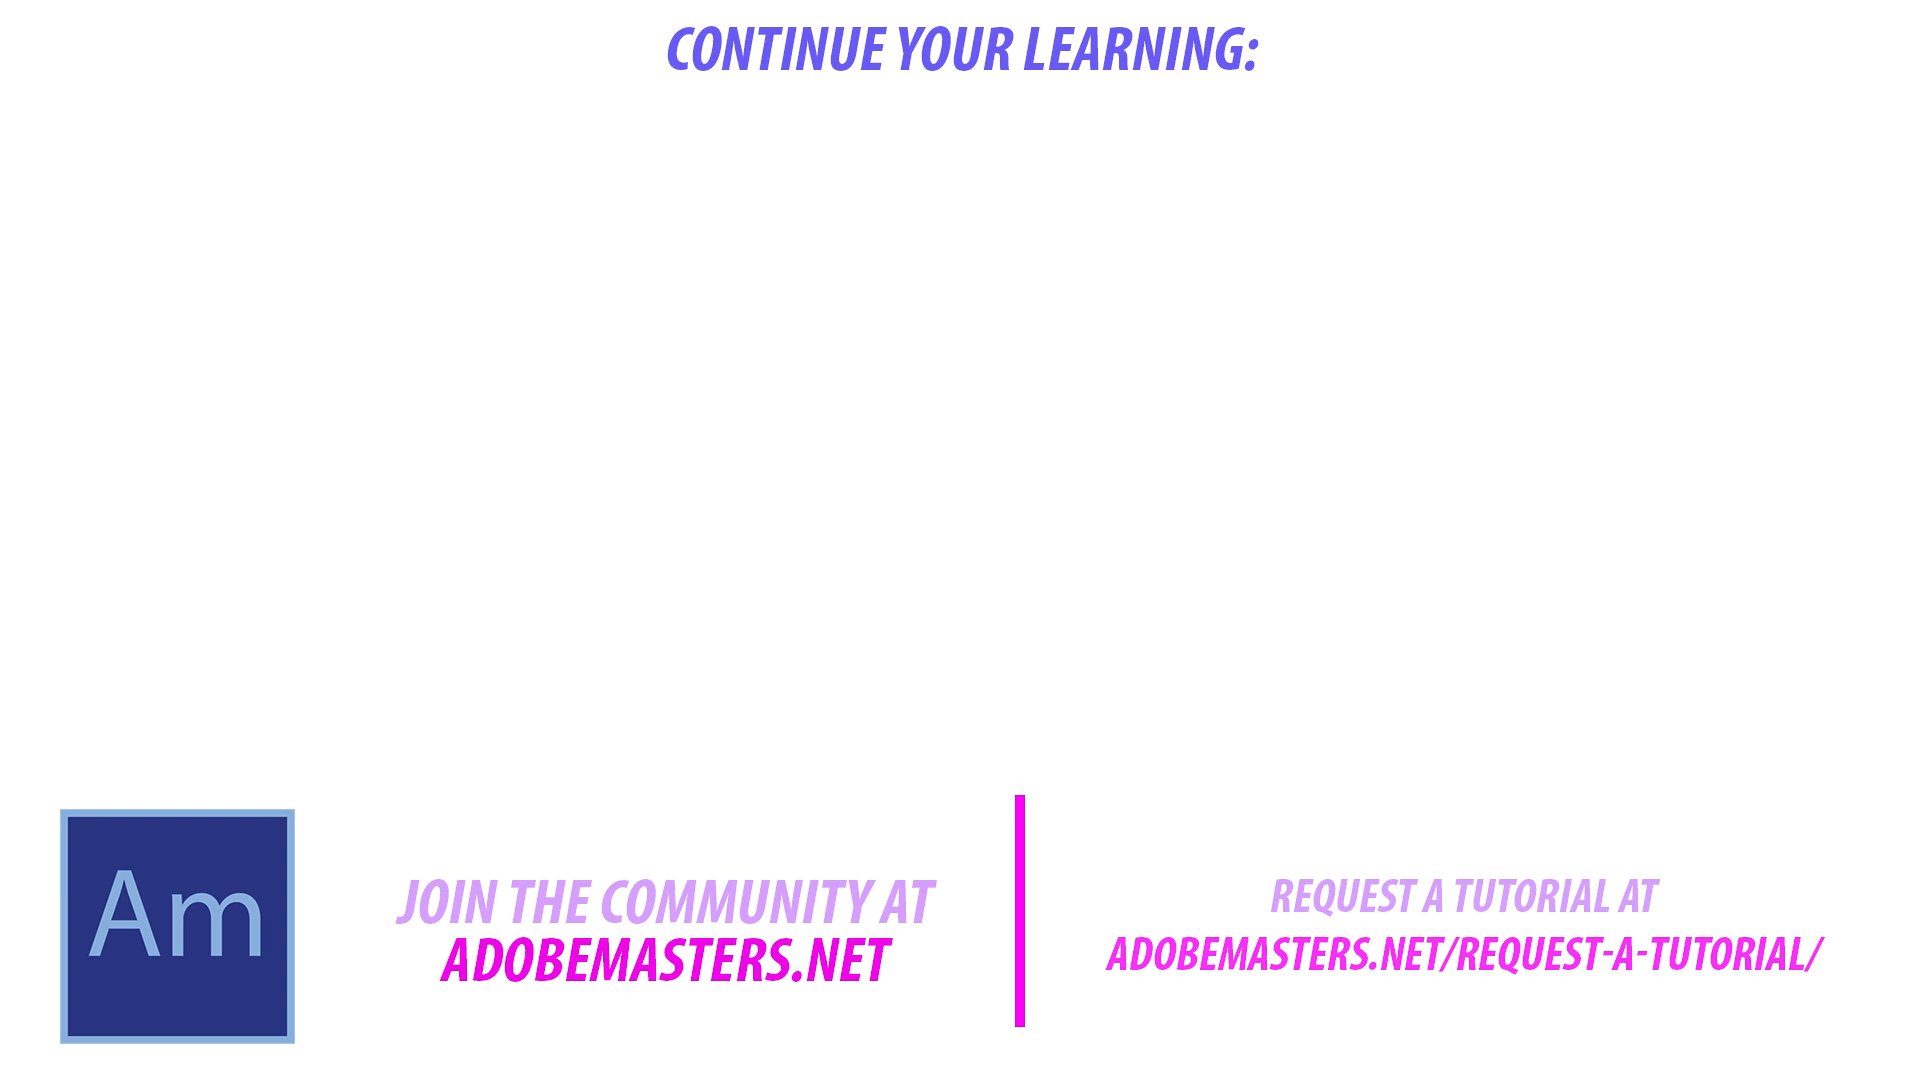 CONTINUE YOUR LEARNING:
Am
JOIN THE COMMUNITY AT
ADOBEMASTERS.NET
REQUEST A TUTORIAL AT
ADOBEMASTERS.NET/REQUEST-A-TUTORIAL/